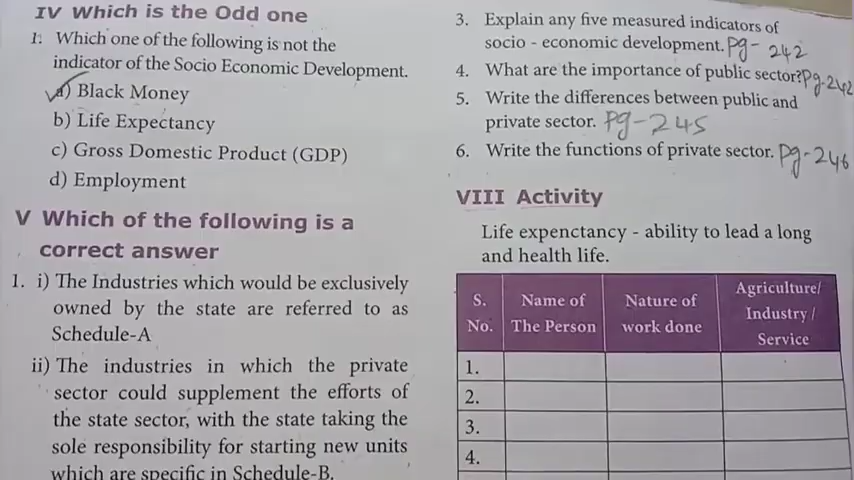 IV Which is the Odd one
1. Which one of the following is not the
indicator of the Socio Economic Development.
a) Black Money
b) Life Expectancy
c) Gross Domestic Product (GDP)
d) Employment
V Which of the following is a
correct answer
1. i) The Industries which would be exclusively
owned by the state are referred to as
Schedule-A
ii) The industries in which the private
sector could supplement the efforts of
the state sector, with the state taking the
sole responsibility for starting new units
which are specific in Schedule-B.
3. Explain any five measured indicators of
socio - economic development. Pg- 242
4. What are the importance of public sector? Pg-242
5. Write the differences between public and
private sector. Pg-245
6. Write the functions of private sector. Pg-246
VIII Activity
Life expenctancy - ability to lead a long
and health life.
S. No. Name of The Person Nature of work done Agriculture/ Industry / Service
1.
2.
3.
4.